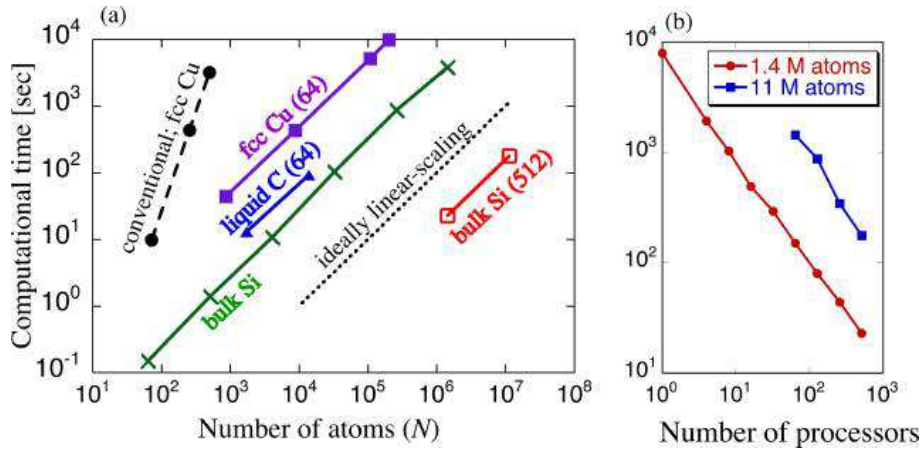 (a)
Computational time [sec]
10^4
10^3
10^2
10^1
10^0
10^-1
conventional; fcc Cu
fcc Cu (64)
liquid C (64)
bulk Si
ideally linear-scaling
bulk Si (512)
10^1 10^2 10^3 10^4 10^5 10^6 10^7 10^8
Number of atoms (N)
(b)
10^4
10^3
10^2
10^1
1.4 M atoms
11 M atoms
10^0 10^1 10^2 10^3
Number of processors